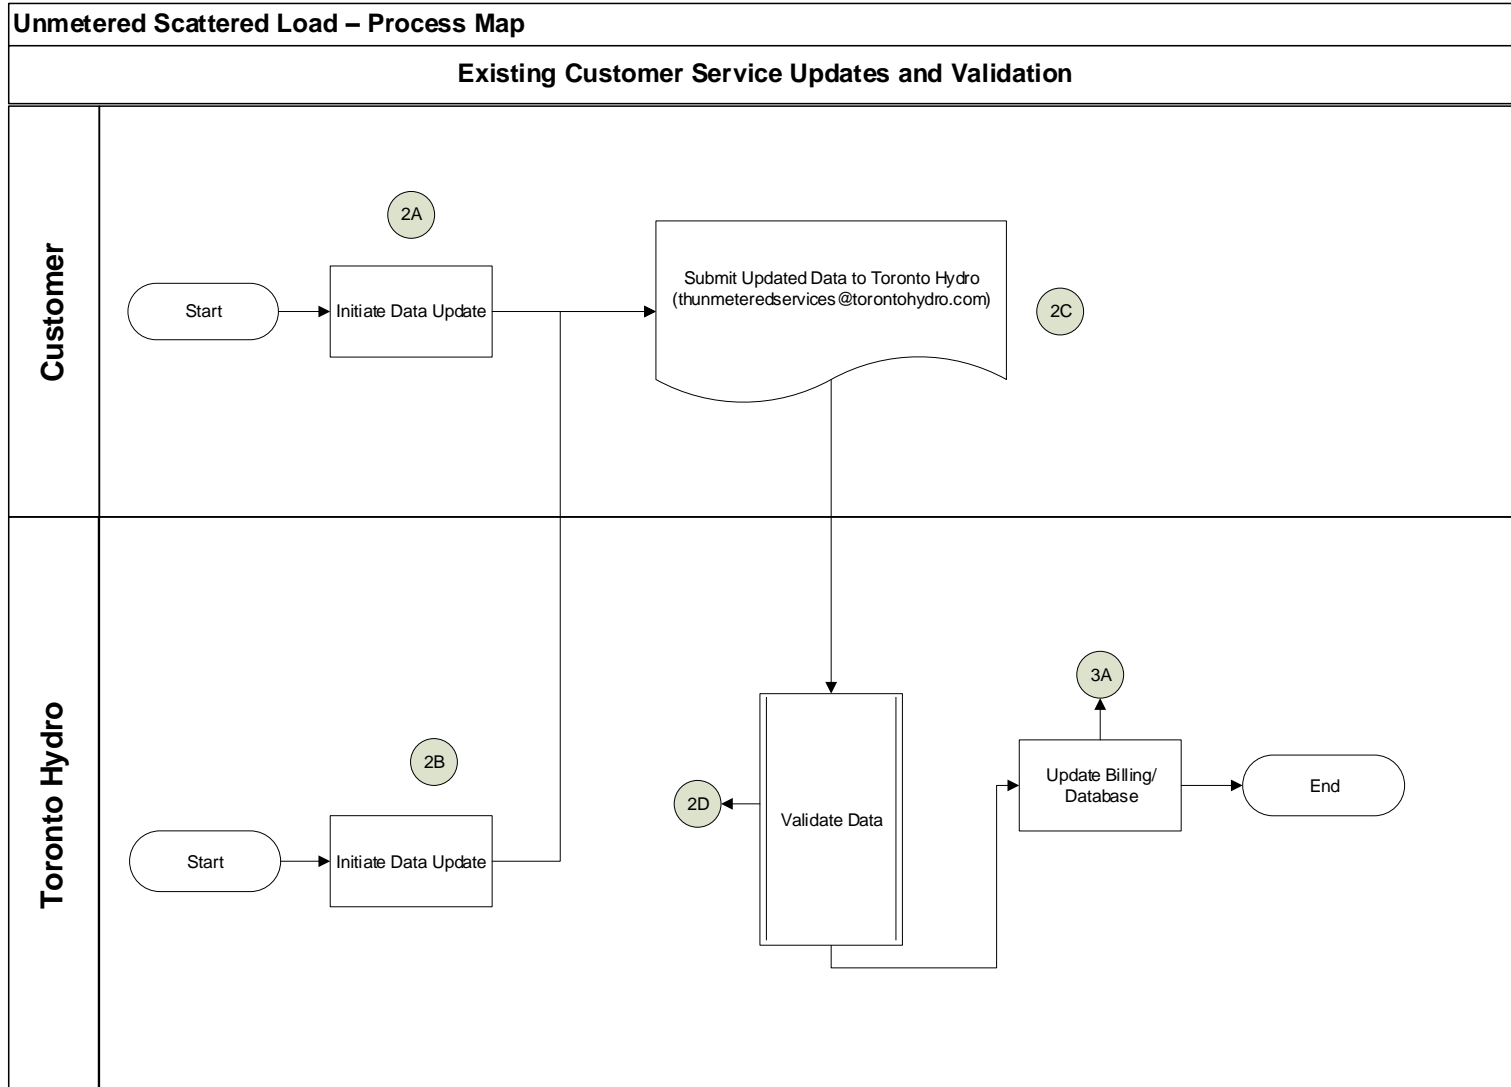 Unmetered Scattered Load – Process Map
Existing Customer Service Updates and Validation
Customer
2A
Start
Initiate Data Update
Submit Updated Data to Toronto Hydro
(thunmeteredservices@torontohydro.com)
2C
Toronto Hydro
2B
Start
Initiate Data Update
2D
Validate Data
3A
Update Billing/
Database
End